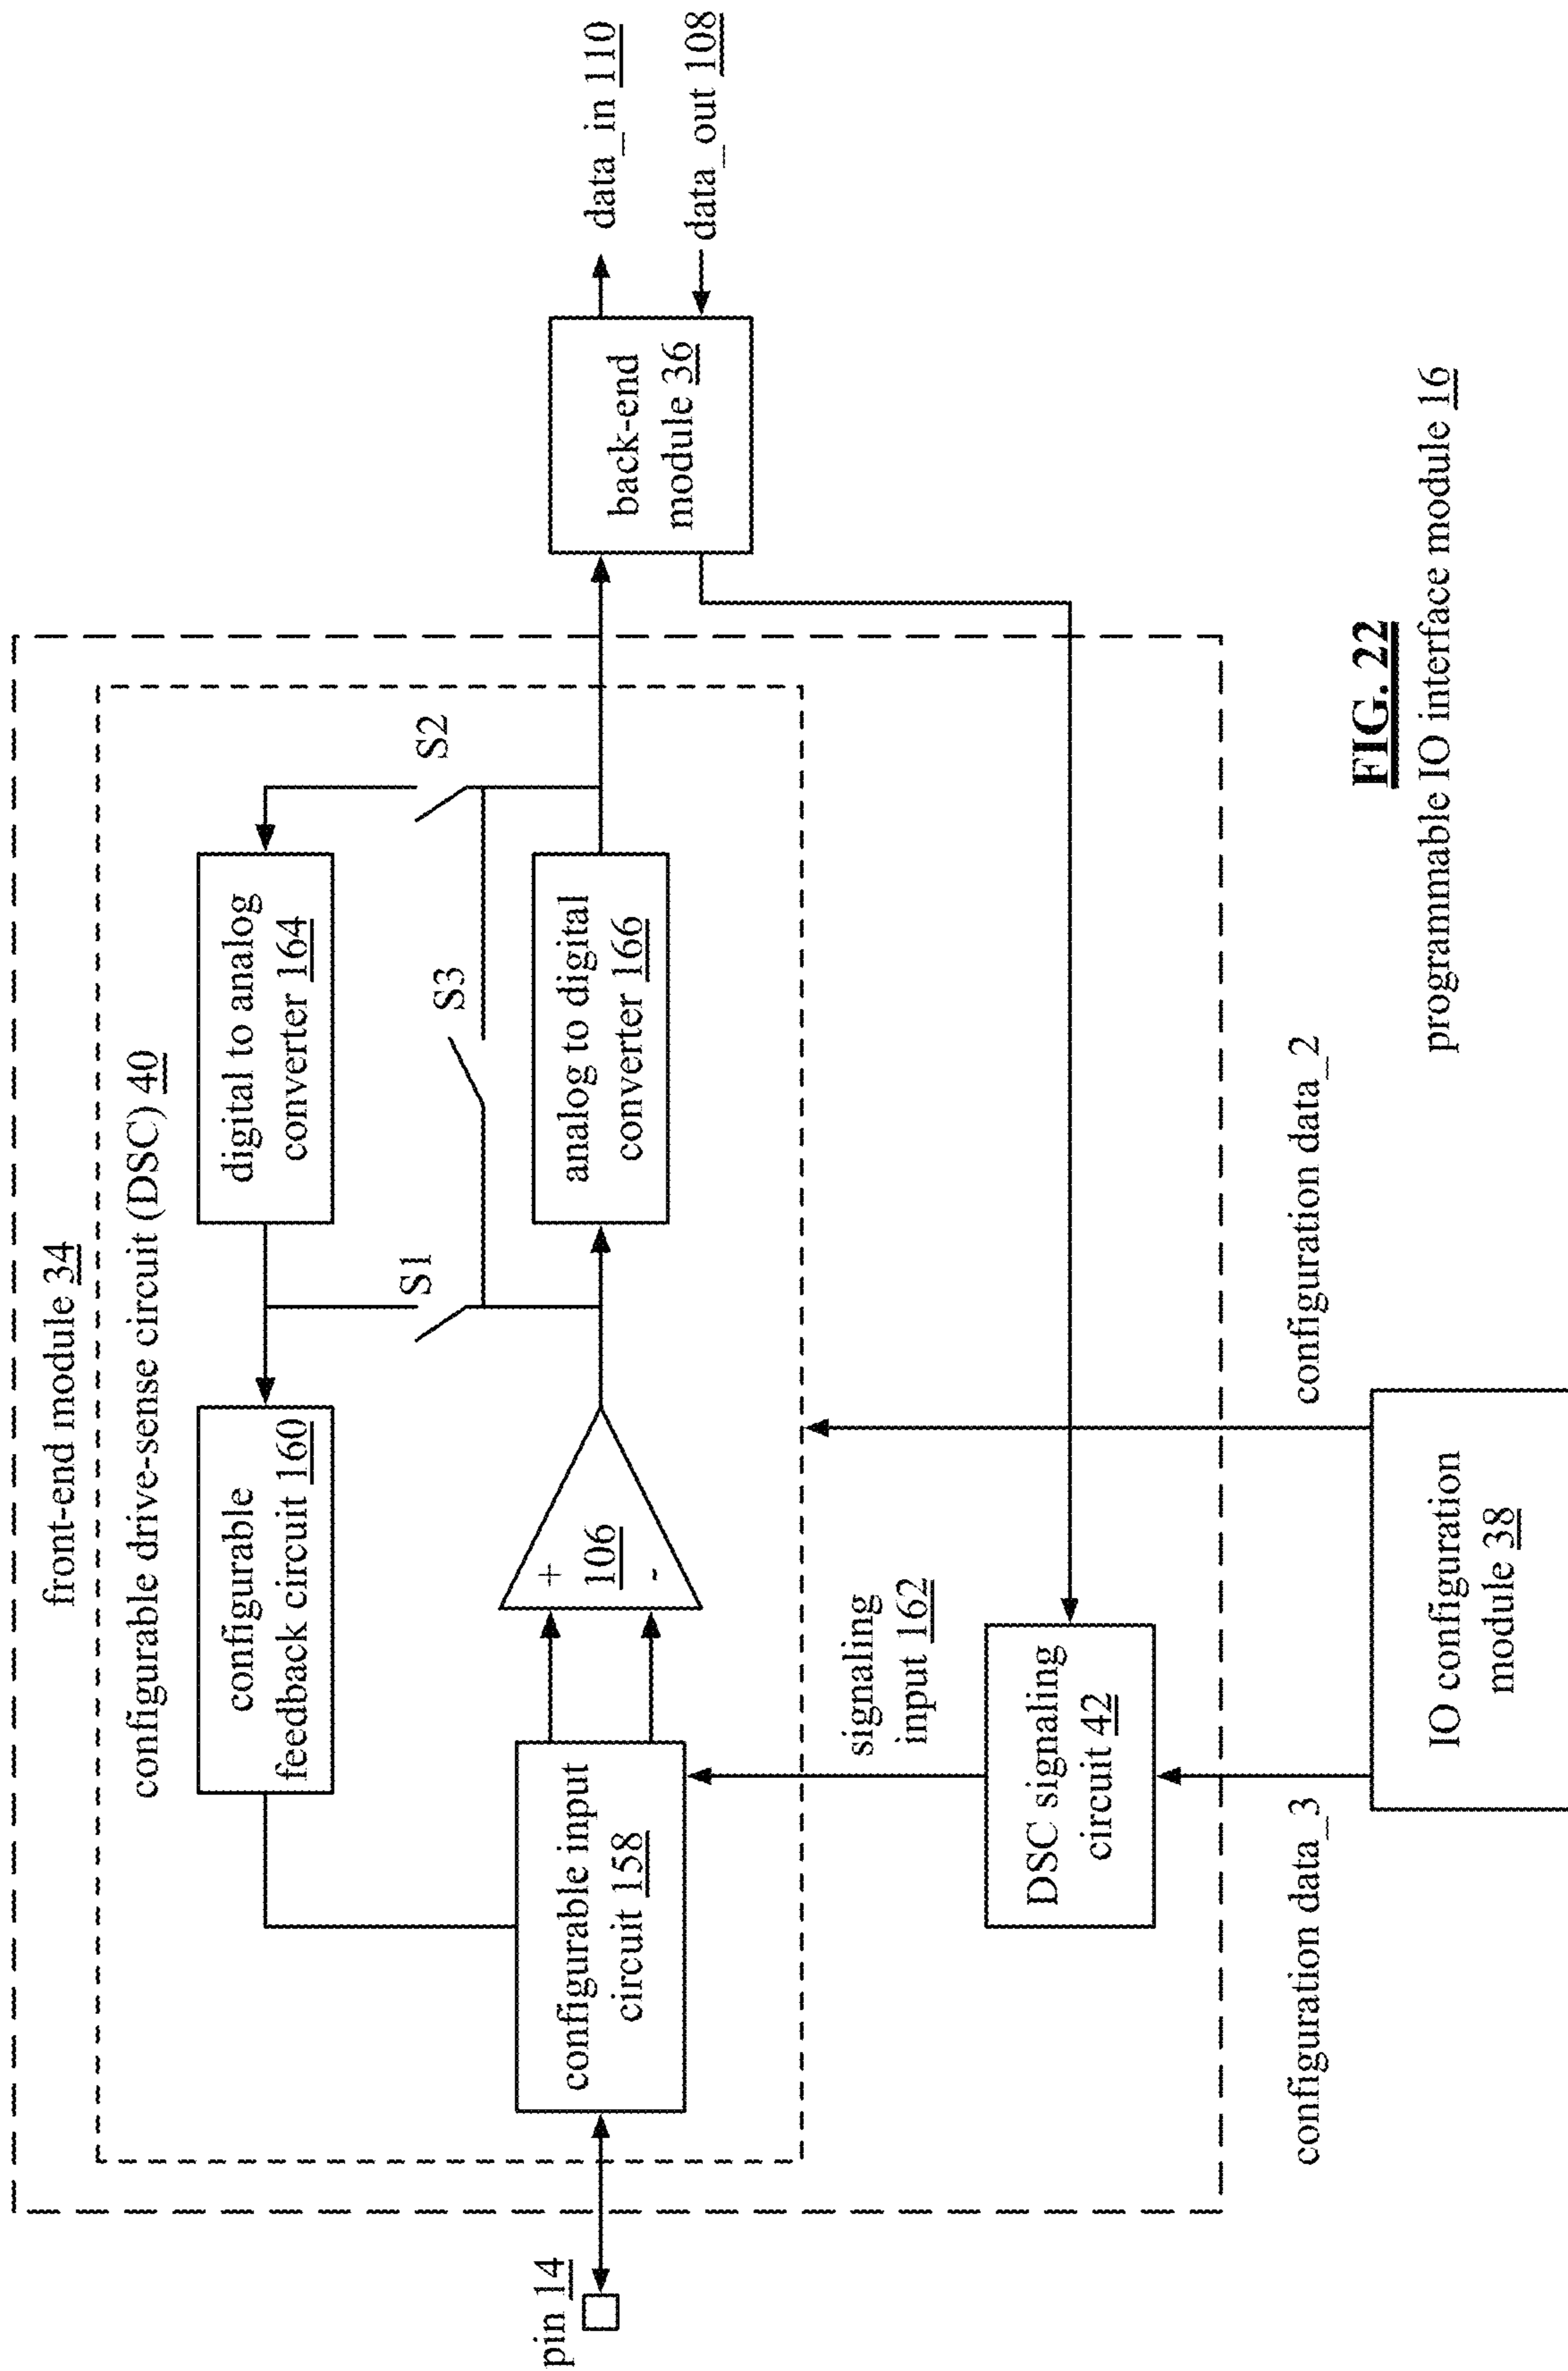 front-end module 34
configurable drive-sense circuit (DSC) 40
configurable
feedback circuit 160
digital to analog
converter 164
S1
S2
S3
pin 14
configurable input
circuit 158
+
106
-
analog to digital
converter 166
back-end
module 36
data_in 110
data_out 108
signaling
input 162
DSC signaling
circuit 42
configuration data_3
configuration data_2
IO configuration
module 38
FIG. 22
programmable IO interface module 16